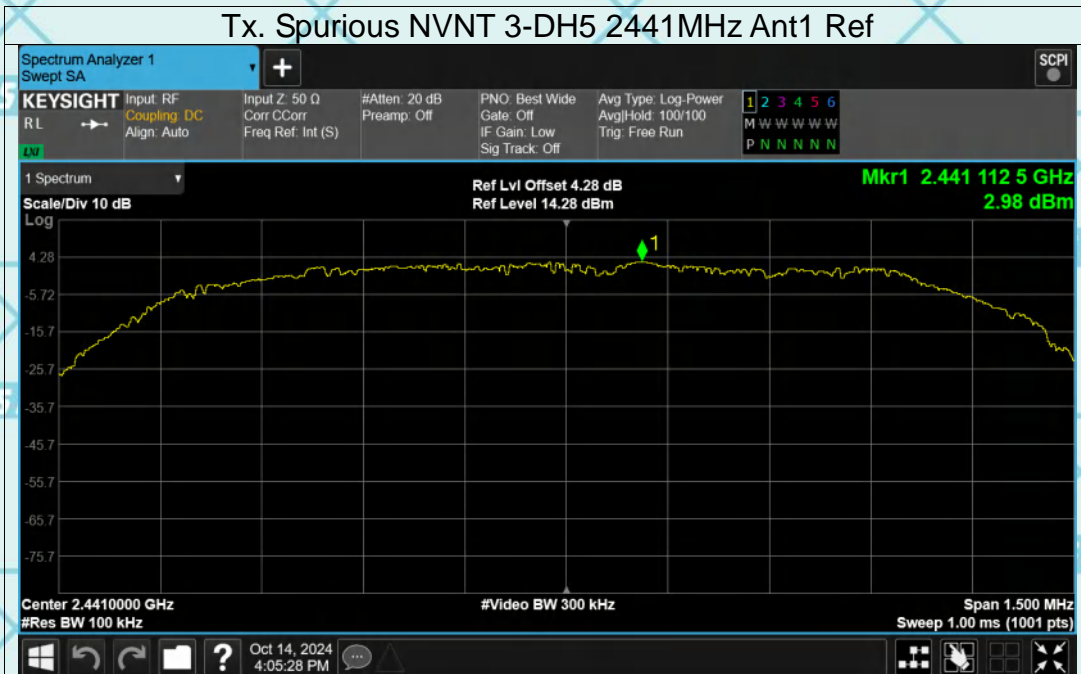 Tx. Spurious NVNT 3-DH5 2441MHz Ant1 Ref
Spectrum Analyzer 1
Swept SA
+
SCPI
KEYSIGHT
RL
LXI
Input: RF
Coupling: DC
Align: Auto
Input Z: 50 Ω
Corr CCorr
Freq Ref: Int (S)
#Atten: 20 dB
Preamp: Off
PNO: Best Wide
Gate: Off
IF Gain: Low
Sig Track: Off
Avg Type: Log-Power
Avg|Hold: 100/100
Trig: Free Run
1 2 3 4 5 6
M W W W W W
P N N N N N
1 Spectrum
Scale/Div 10 dB
Ref Lvl Offset 4.28 dB
Ref Level 14.28 dBm
Mkr1 2.441 112 5 GHz
2.98 dBm
Log
1
4.28
-5.72
-15.7
-25.7
-35.7
-45.7
-55.7
-65.7
-75.7
Center 2.4410000 GHz
#Res BW 100 kHz
#Video BW 300 kHz
Span 1.500 MHz
Sweep 1.00 ms (1001 pts)
?
Oct 14, 2024
4:05:28 PM